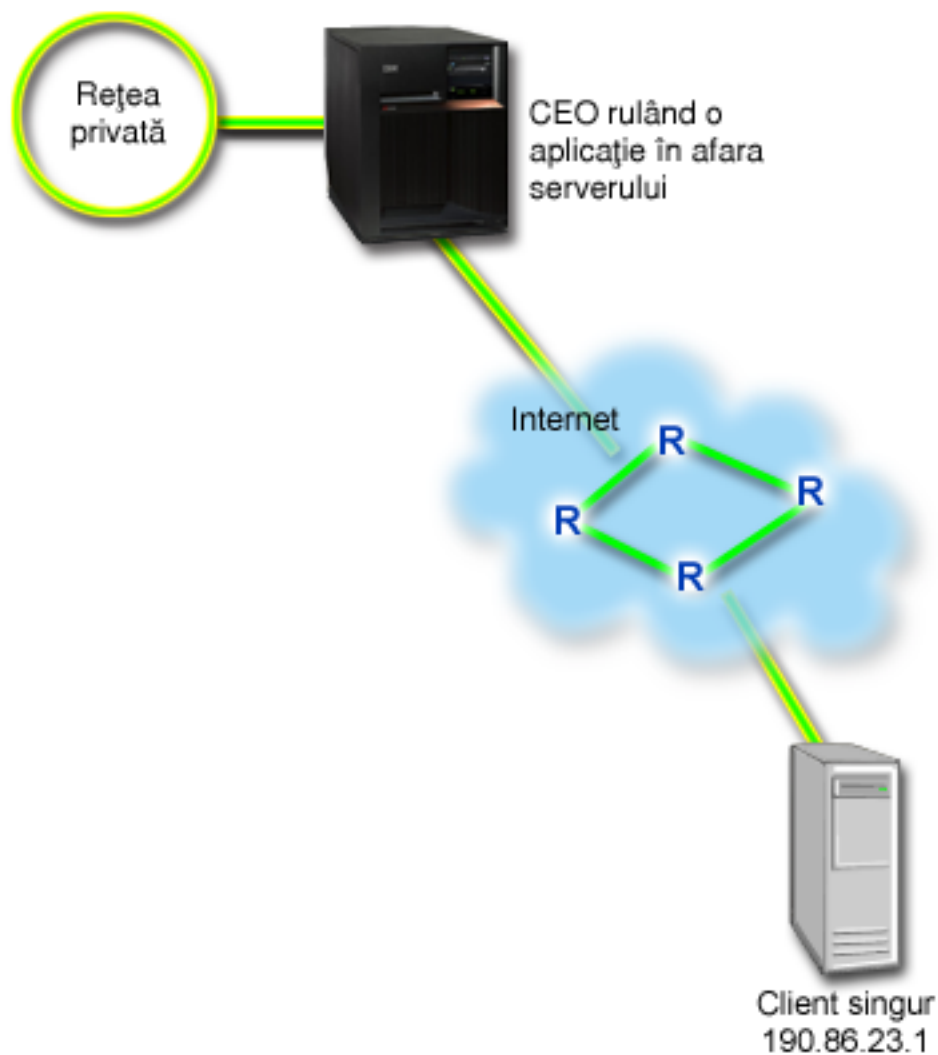 Reţea
privată
CEO rulând o
aplicaţie în afara
serverului
Internet
R
R
R
R
Client singur
190.86.23.1